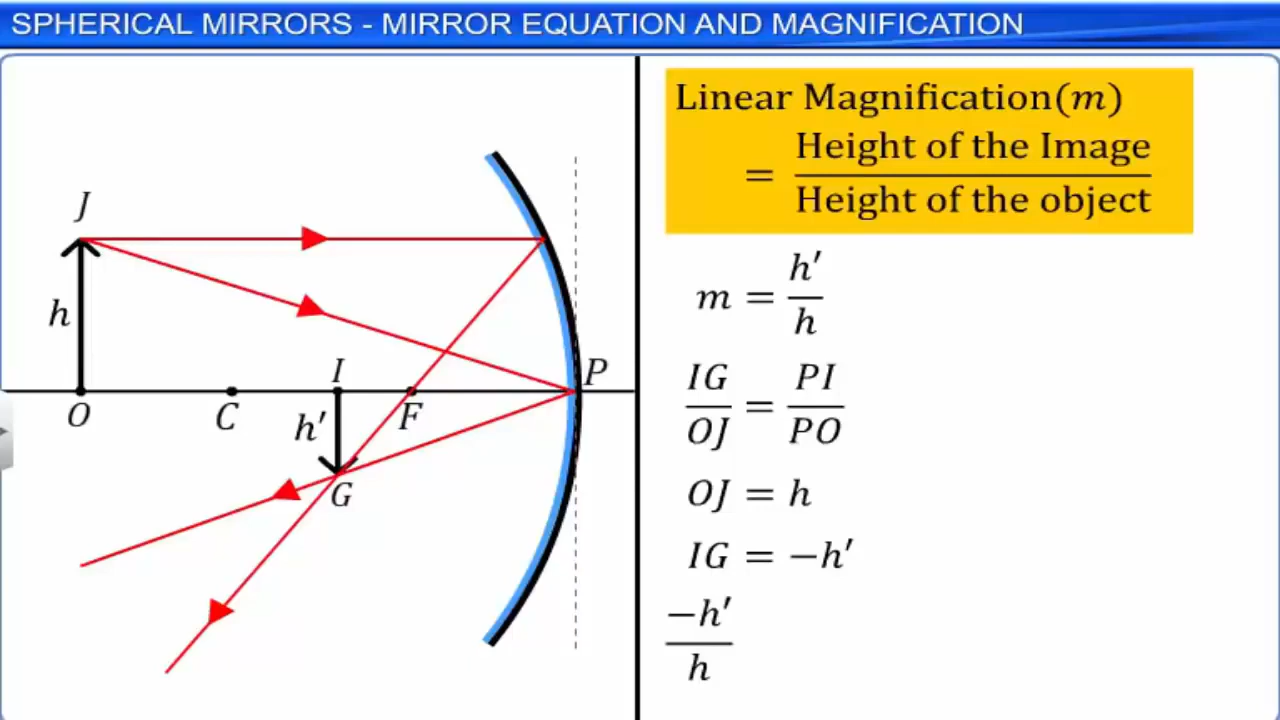 SPHERICAL MIRRORS - MIRROR EQUATION AND MAGNIFICATION
J
h
O
C
I
h′
F
G
P
Linear Magnification(m)
= Height of the Image / Height of the object
m = h′ / h
IG / OJ = PI / PO
OJ = h
IG = −h′
−h′ / h